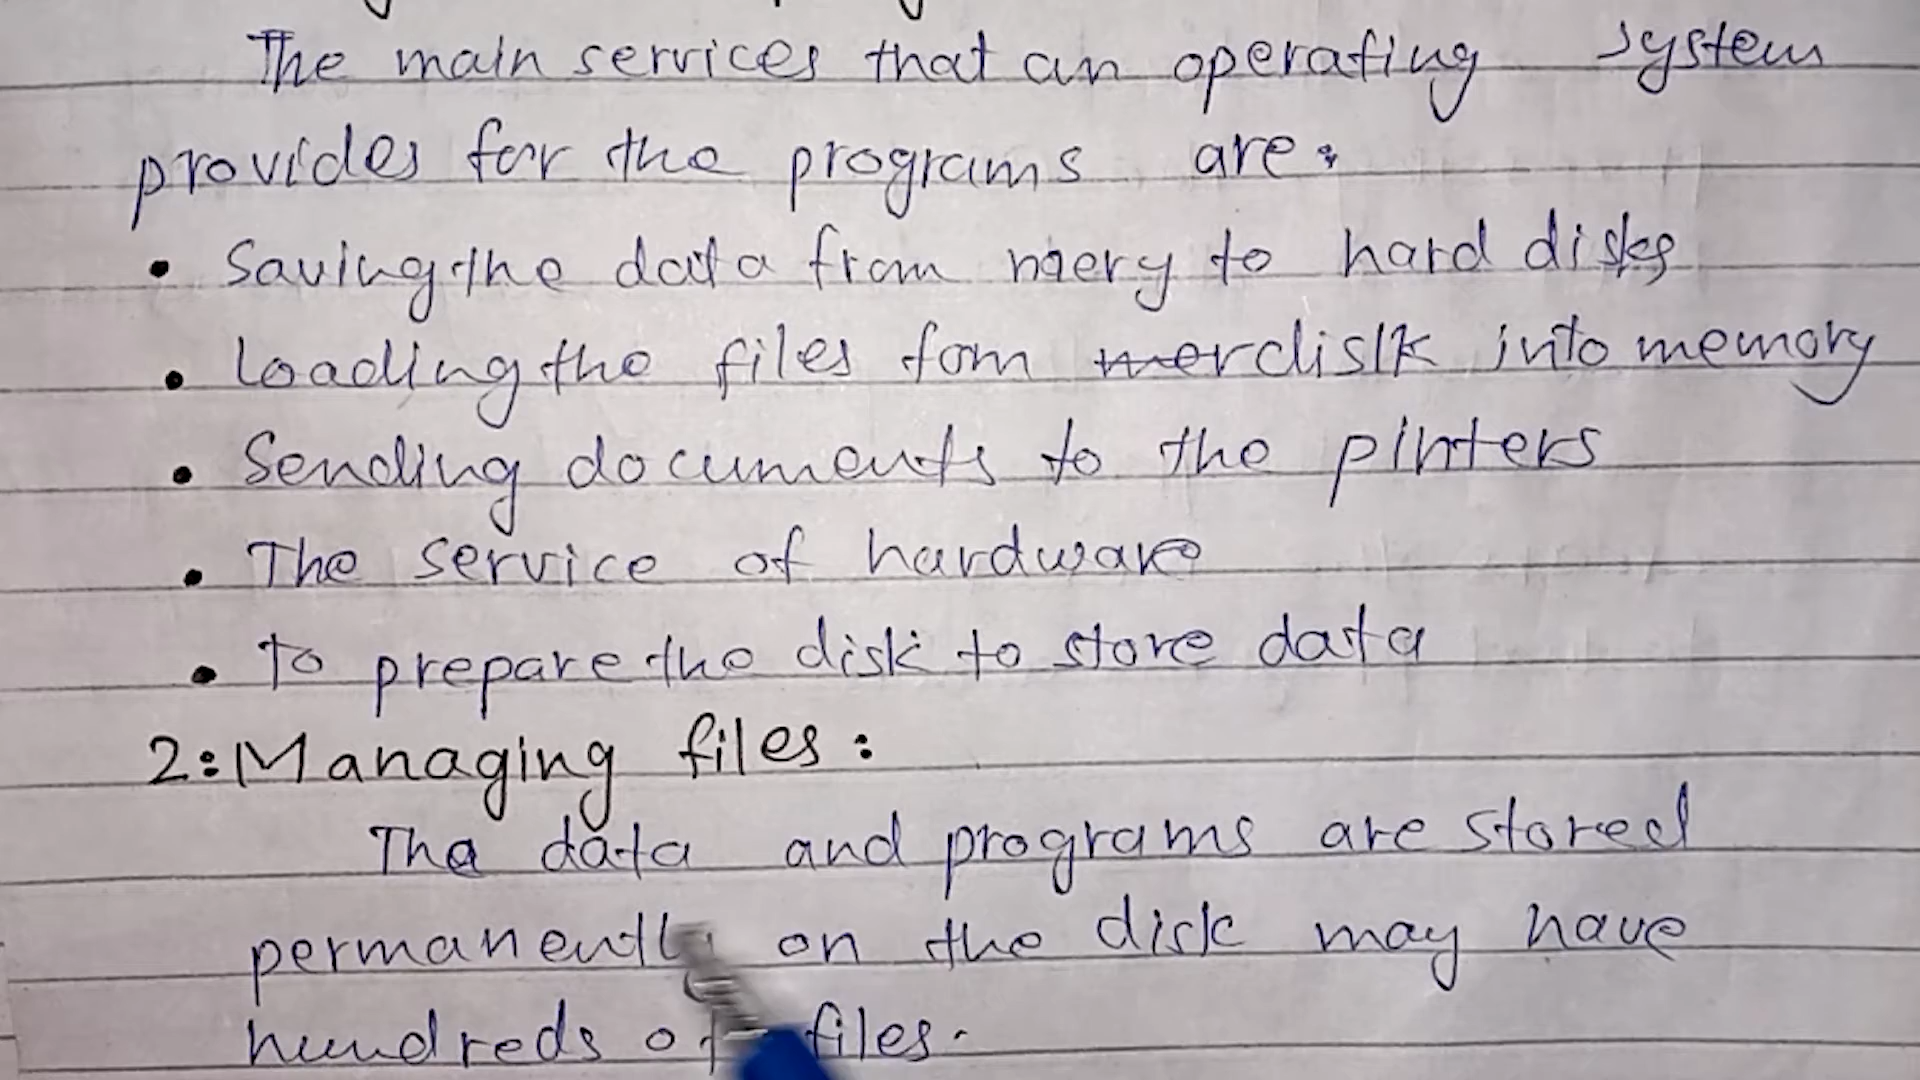 The main services that an operating system
provides for the programs are:
• Saving the data from mery to hard disks
• Loading the files fom mer disk into memory
• Sending documents to the pinters
• The service of hardware
• To prepare the disk to store data
2: Managing files:
The data and programs are stored
permanently on the disk may have
hundreds of files.